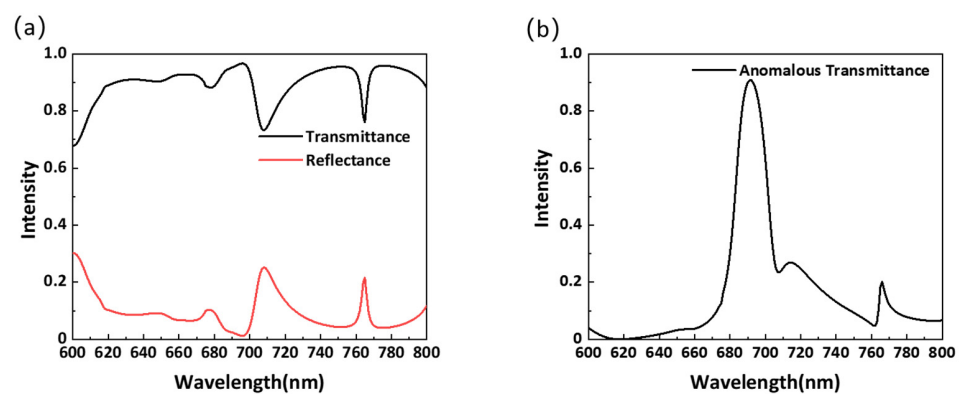 (a)
1.0
0.8
0.6
0.4
0.2
0
Intensity
Transmittance
Reflectance
600 620 640 660 680 700 720 740 760 780 800
Wavelength(nm)
(b)
1.0
0.8
0.6
0.4
0.2
0
Intensity
Anomalous Transmittance
600 620 640 660 680 700 720 740 760 780 800
Wavelength(nm)